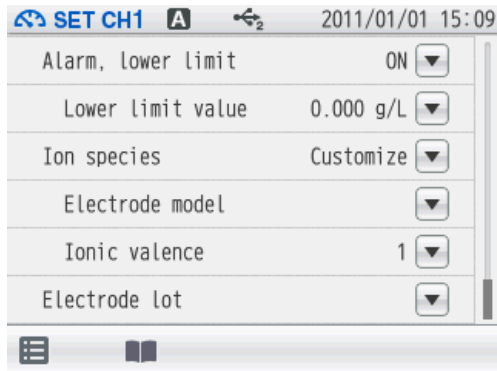 SET CH1 A 2 2011/01/01 15:09
Alarm, lower limit ON
Lower limit value 0.000 g/L
Ion species Customize
Electrode model
Ionic valence 1
Electrode lot